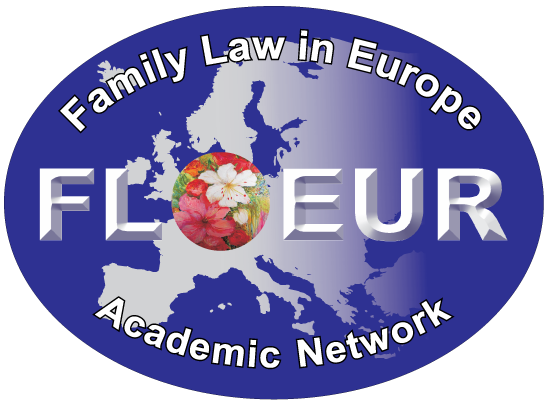 Family Law in Europe
FL EUR
Academic Network